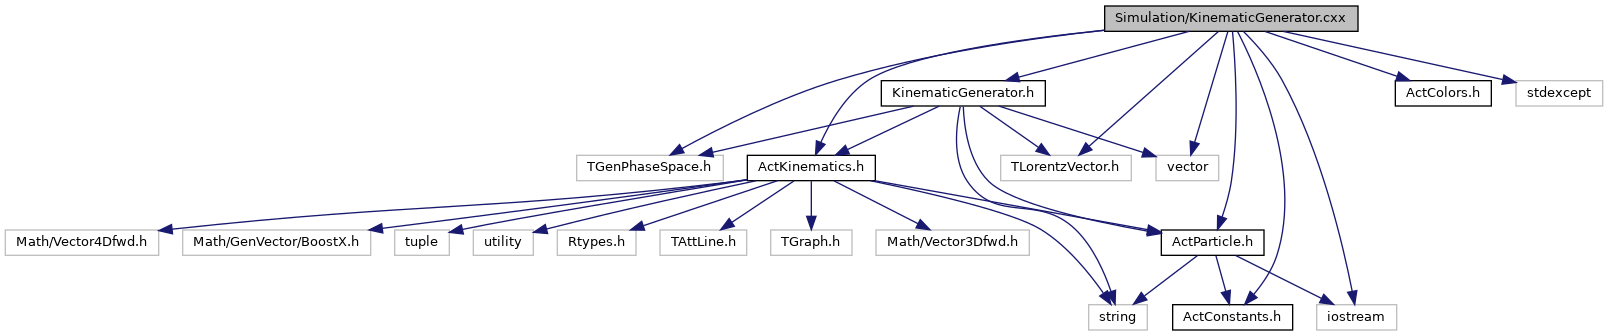 Simulation/KinematicGenerator.cxx
KinematicGenerator.h
ActColors.h
stdexcept
TGenPhaseSpace.h
ActKinematics.h
TLorentzVector.h
vector
Math/Vector4Dfwd.h
Math/GenVector/BoostX.h
tuple
utility
Rtypes.h
TAttLine.h
TGraph.h
Math/Vector3Dfwd.h
ActParticle.h
string
ActConstants.h
iostream